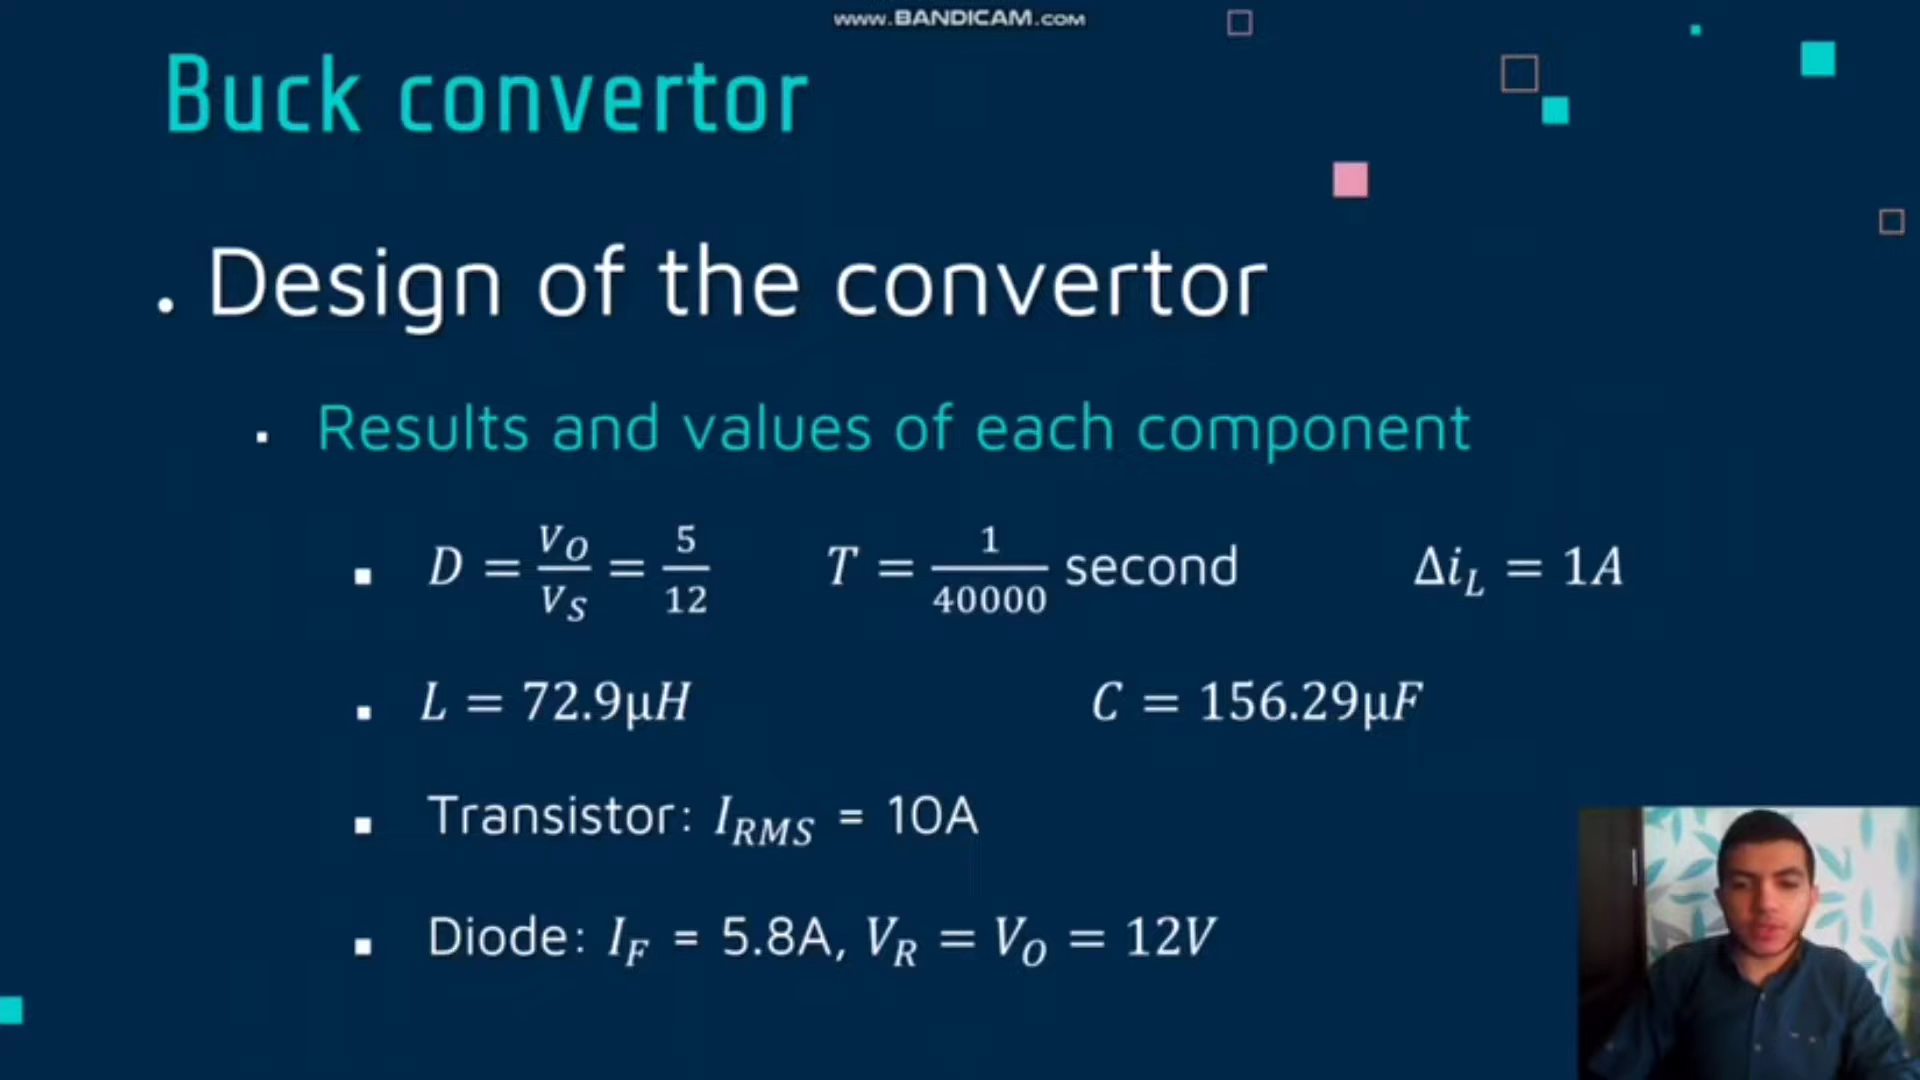 www.BANDICAM.com
Buck convertor
• Design of the convertor
▪ Results and values of each component
▪ D = V_O/V_S = 5/12 T = 1/40000 second Δi_L = 1A
▪ L = 72.9μH C = 156.29μF
▪ Transistor: I_RMS = 10A
▪ Diode: I_F = 5.8A, V_R = V_O = 12V